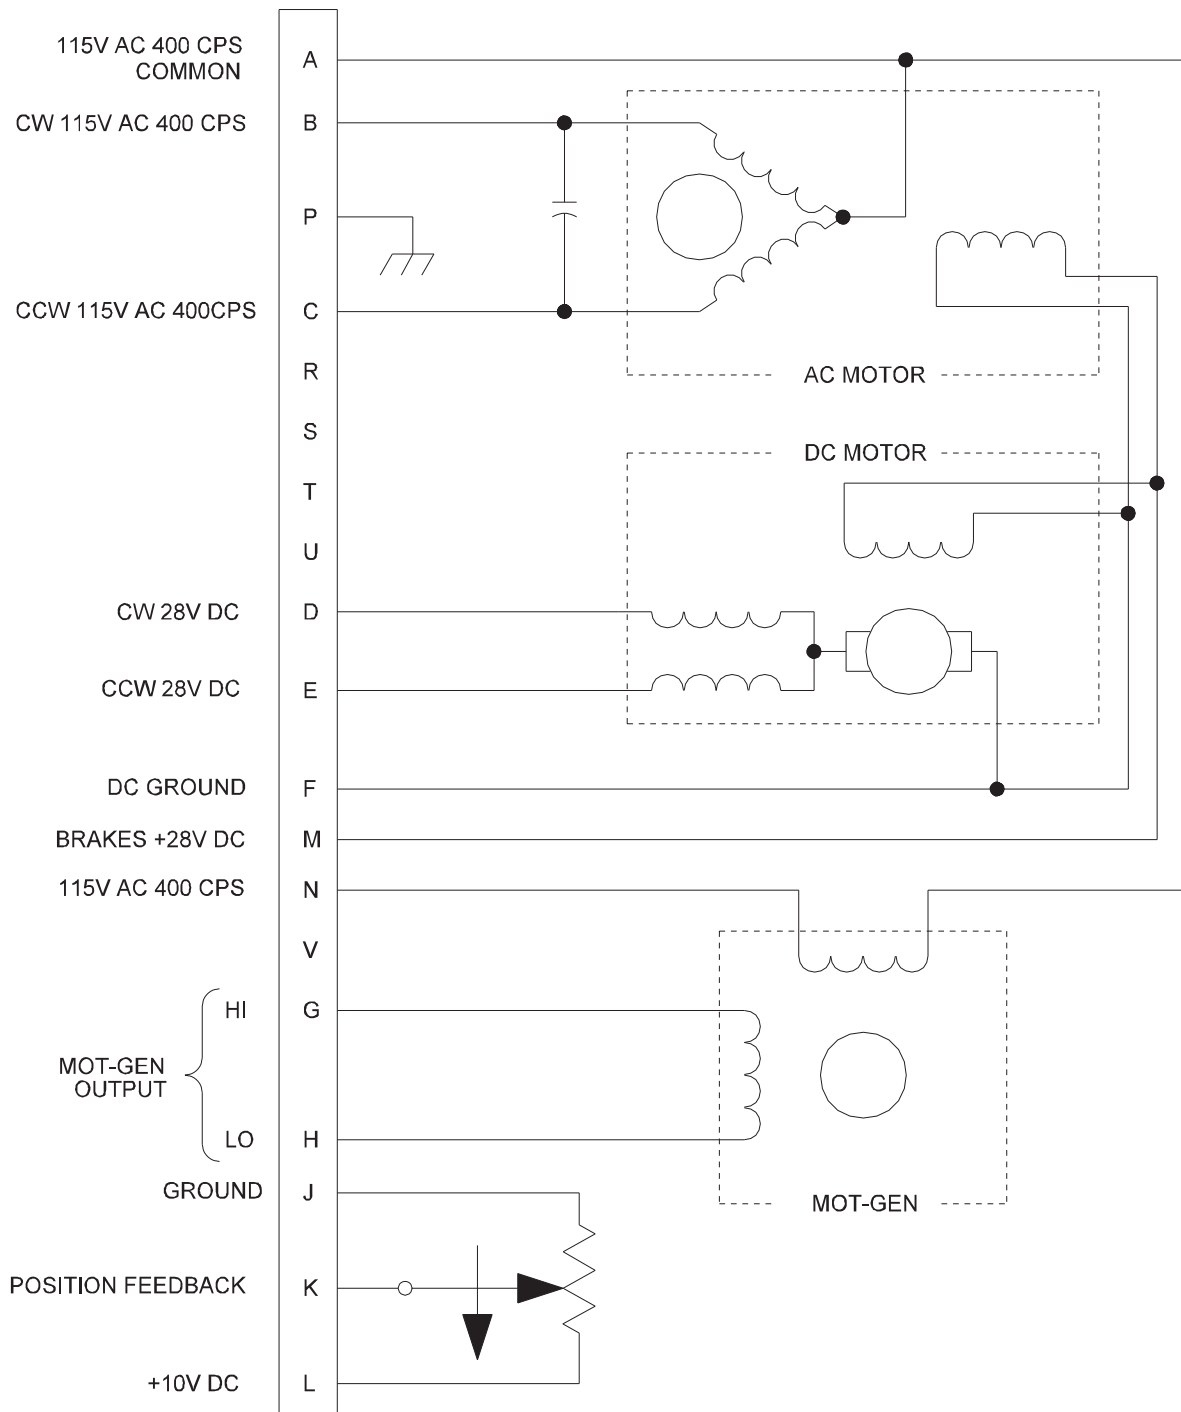 115V AC 400 CPS
COMMON
A
CW 115V AC 400 CPS
B
P
CCW 115V AC 400CPS
C
R
AC MOTOR
S
DC MOTOR
T
U
CW 28V DC
D
CCW 28V DC
E
DC GROUND
F
BRAKES +28V DC
M
115V AC 400 CPS
N
V
HI
G
MOT-GEN
OUTPUT
LO
H
GROUND
J
MOT-GEN
POSITION FEEDBACK
K
+10V DC
L